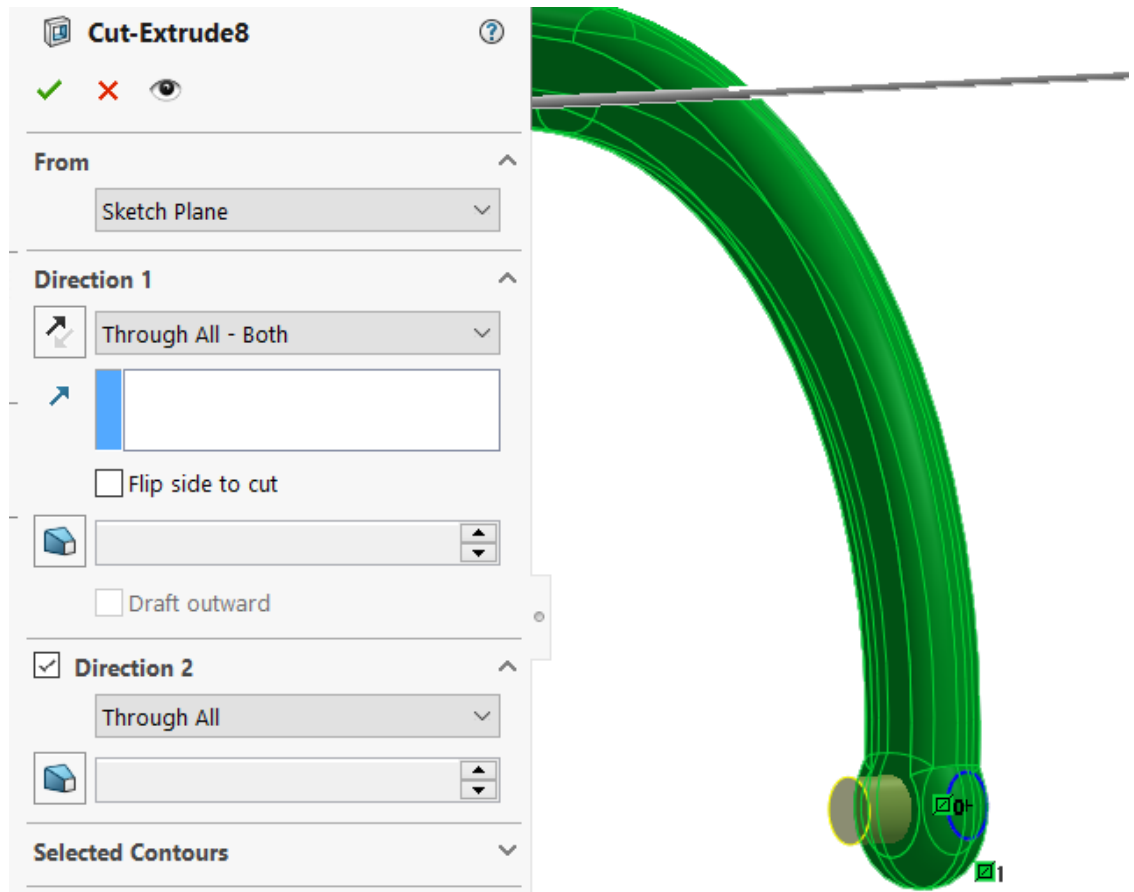 Cut-Extrude8
From
Sketch Plane
Direction 1
Through All - Both
Flip side to cut
Draft outward
Direction 2
Through All
Selected Contours
0
1